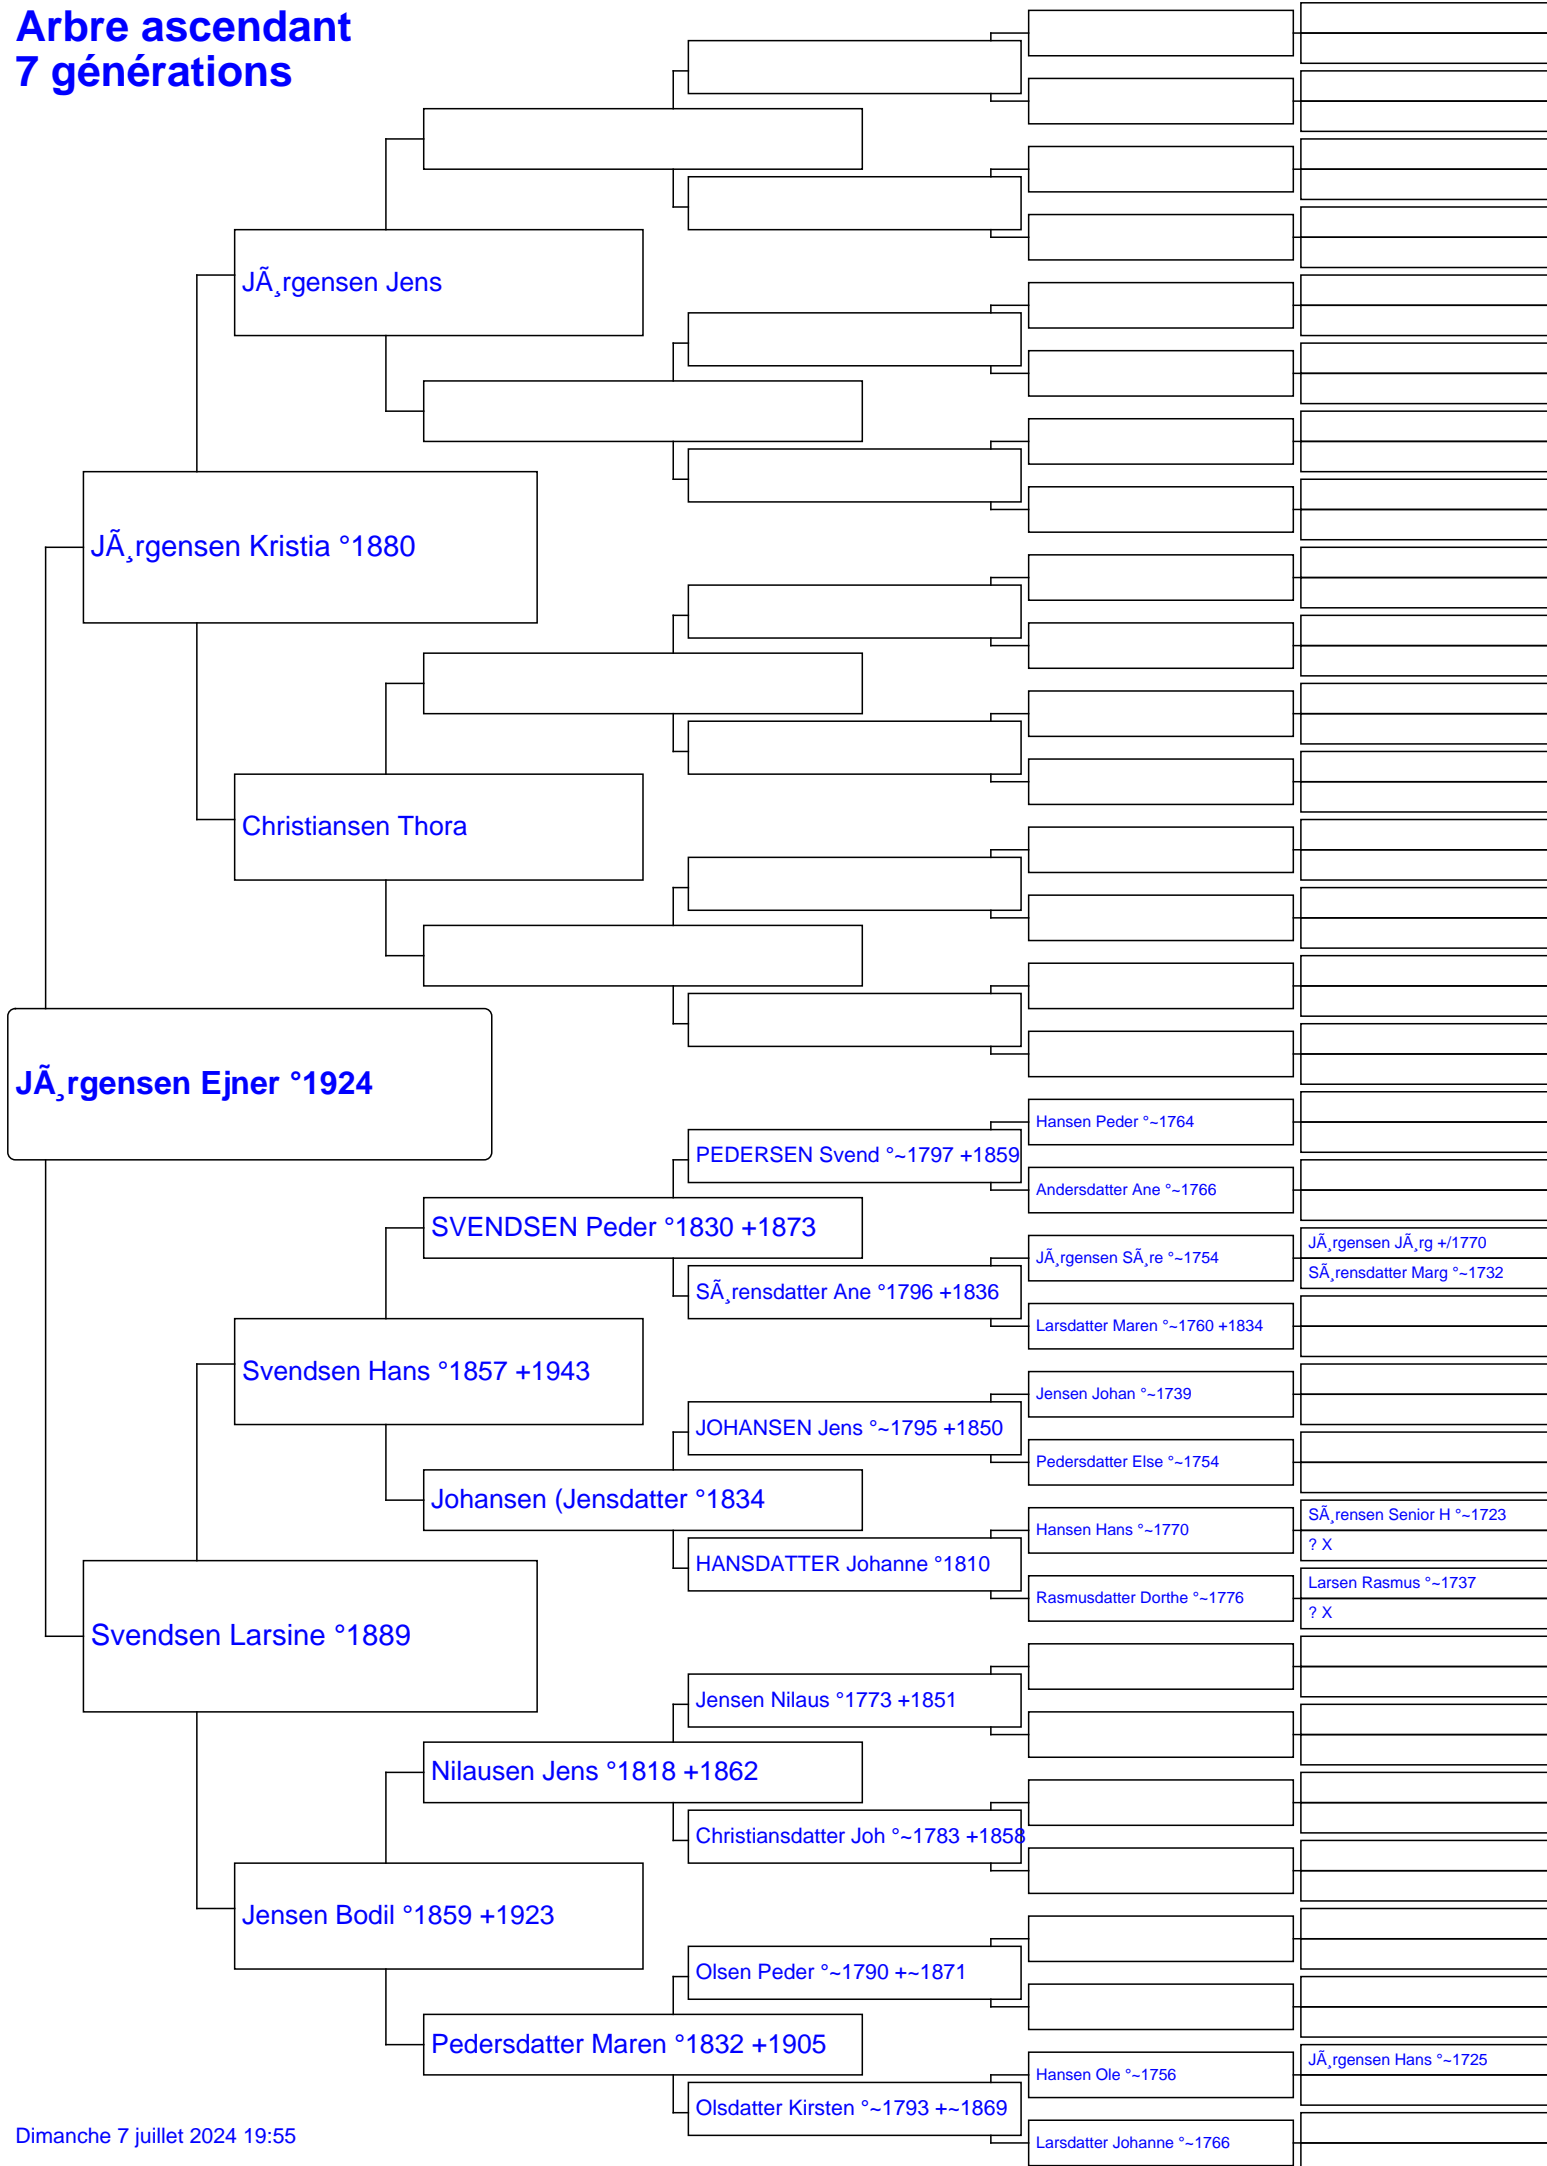 Arbre ascendant
7 générations
JÃ¸rgensen Jens
JÃ¸rgensen Kristia °1880
Christiansen Thora
JÃ¸rgensen Ejner °1924
Hansen Peder °~1764
PEDERSEN Svend °~1797 +1859
Andersdatter Ane °~1766
SVENDSEN Peder °1830 +1873
JÃ¸rgensen JÃ¸rg +/1770
JÃ¸rgensen SÃ¸re °~1754
SÃ¸rensdatter Marg °~1732
SÃ¸rensdatter Ane °1796 +1836
Larsdatter Maren °~1760 +1834
Svendsen Hans °1857 +1943
Jensen Johan °~1739
JOHANSEN Jens °~1795 +1850
Pedersdatter Else °~1754
Johansen (Jensdatter °1834
SÃ¸rensen Senior H °~1723
Hansen Hans °~1770
? X
HANSDATTER Johanne °1810
Larsen Rasmus °~1737
Rasmusdatter Dorthe °~1776
? X
Svendsen Larsine °1889
Jensen Nilaus °1773 +1851
Nilausen Jens °1818 +1862
Christiansdatter Joh °~1783 +1858
Jensen Bodil °1859 +1923
Olsen Peder °~1790 +~1871
Pedersdatter Maren °1832 +1905
JÃ¸rgensen Hans °~1725
Hansen Ole °~1756
Olsdatter Kirsten °~1793 +~1869
Larsdatter Johanne °~1766
Dimanche 7 juillet 2024 19:55